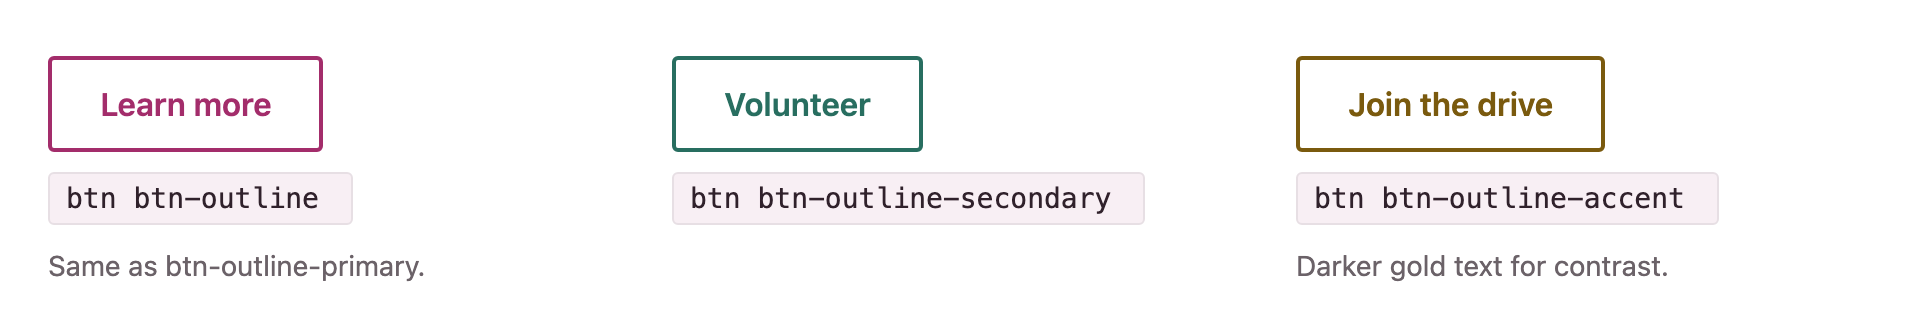 Learn more
btn btn-outline
Same as btn-outline-primary.
Volunteer
btn btn-outline-secondary
Join the drive
btn btn-outline-accent
Darker gold text for contrast.